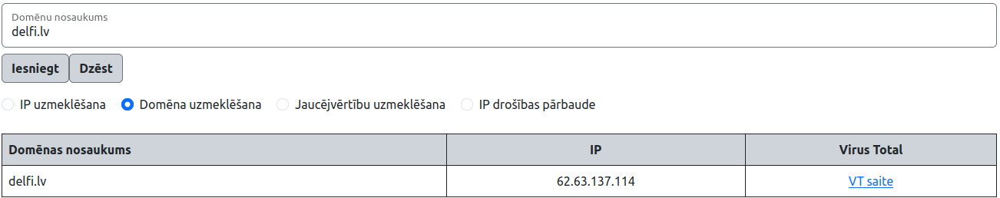 Domēnu nosaukums
delfi.lv
Iesniegt Dzēst
IP uzmeklēšana Domēna uzmeklēšana Jaucējvērtību uzmeklēšana IP drošības pārbaude
Domēnas nosaukums IP Virus Total
delfi.lv 62.63.137.114 VT saite